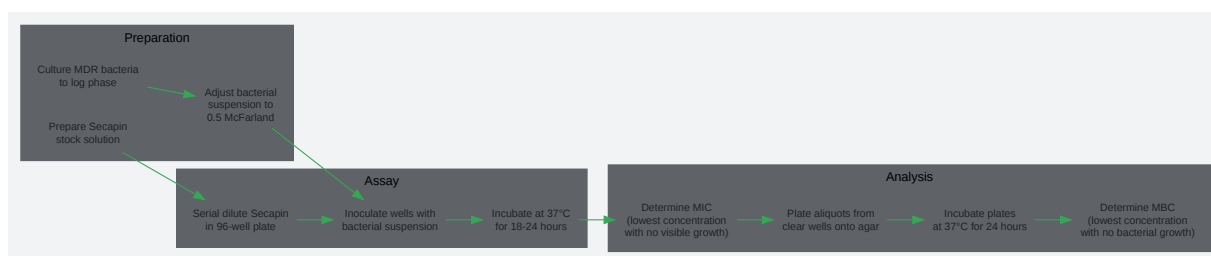 Preparation
Culture MDR bacteria
to log phase
Adjust bacterial
suspension to
0.5 McFarland
Prepare Secapin
stock solution
Assay
Serial dilute Secapin
in 96-well plate
Inoculate wells with
bacterial suspension
Incubate at 37°C
for 18-24 hours
Analysis
Determine MIC
(lowest concentration
with no visible growth)
Plate aliquots from
clear wells onto agar
Incubate plates
at 37°C for 24 hours
Determine MBC
(lowest concentration
with no bacterial growth)